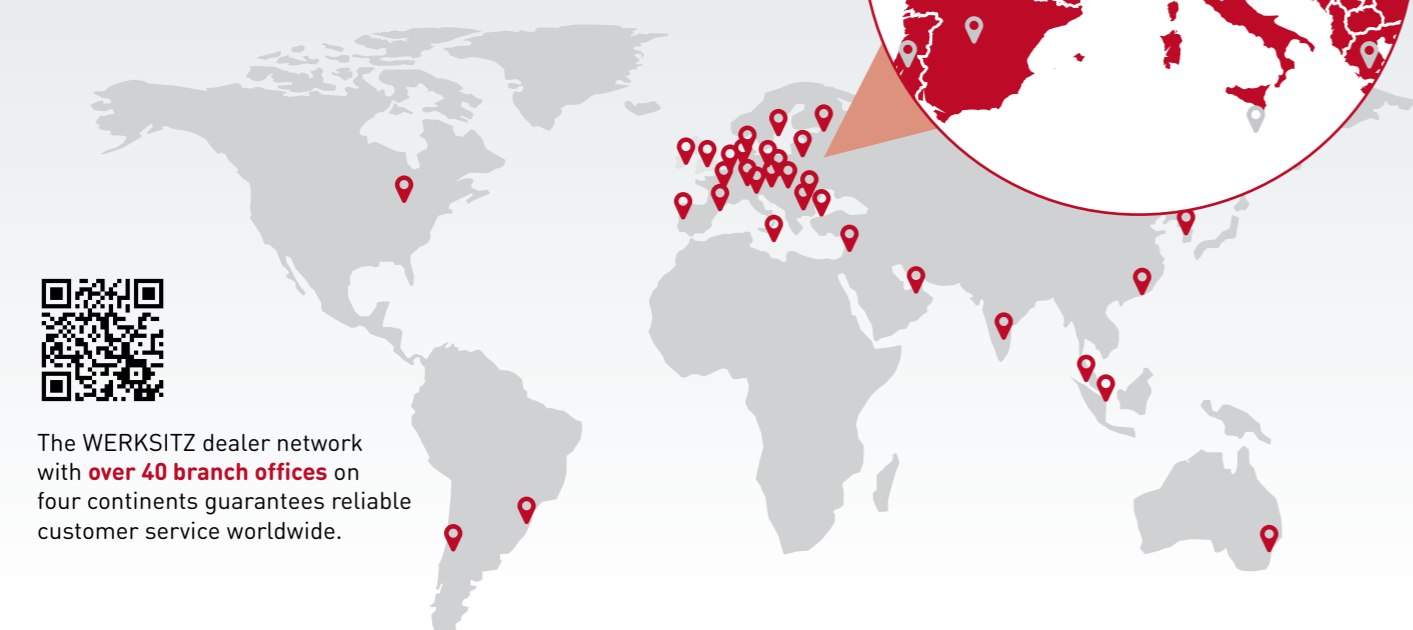 The WERKSITZ dealer network
with over 40 branch offices on
four continents guarantees reliable
customer service worldwide.